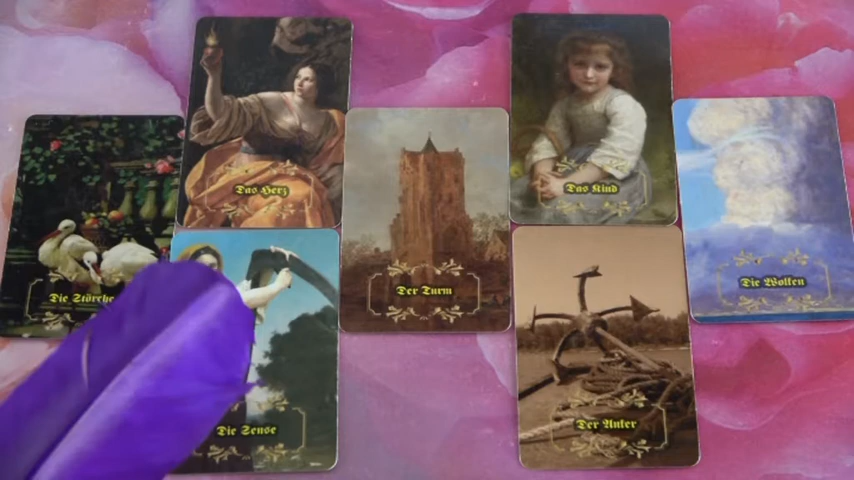 Das Herz
Das Kind
Die Störche
Der Turm
Die Wolken
Die Sense
Der Anker